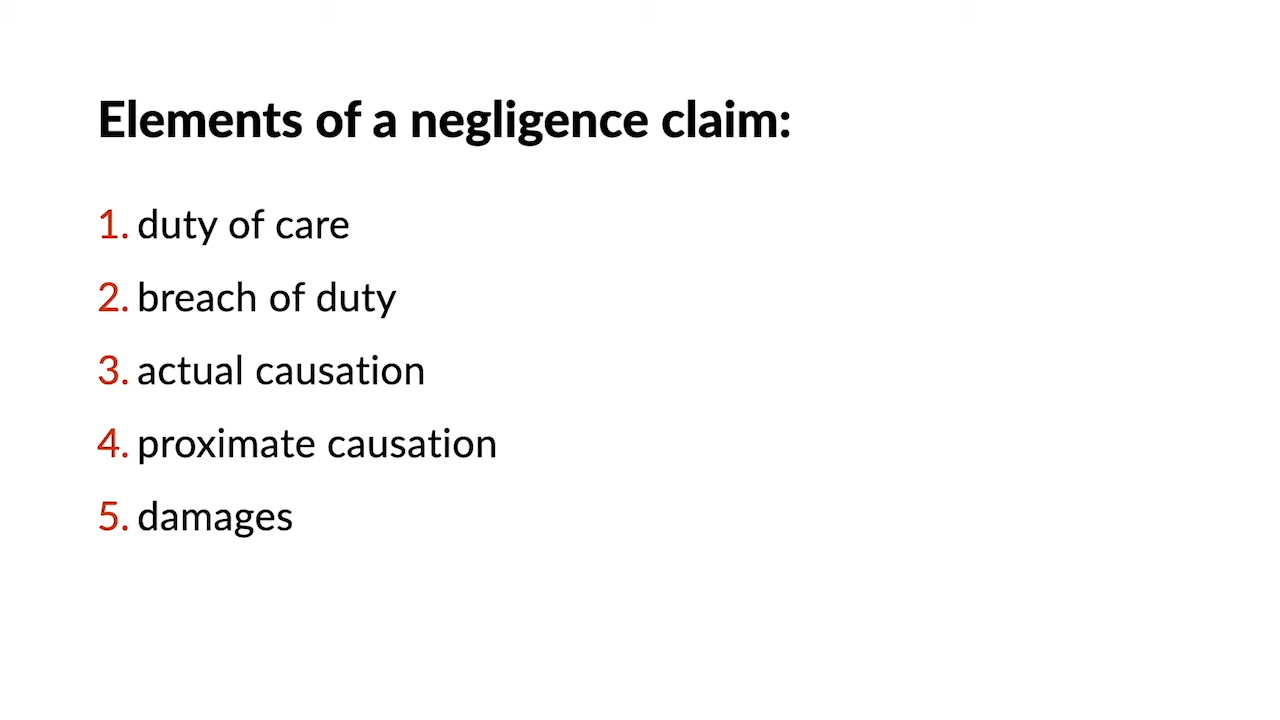 Elements of a negligence claim:
1. duty of care
2. breach of duty
3. actual causation
4. proximate causation
5. damages